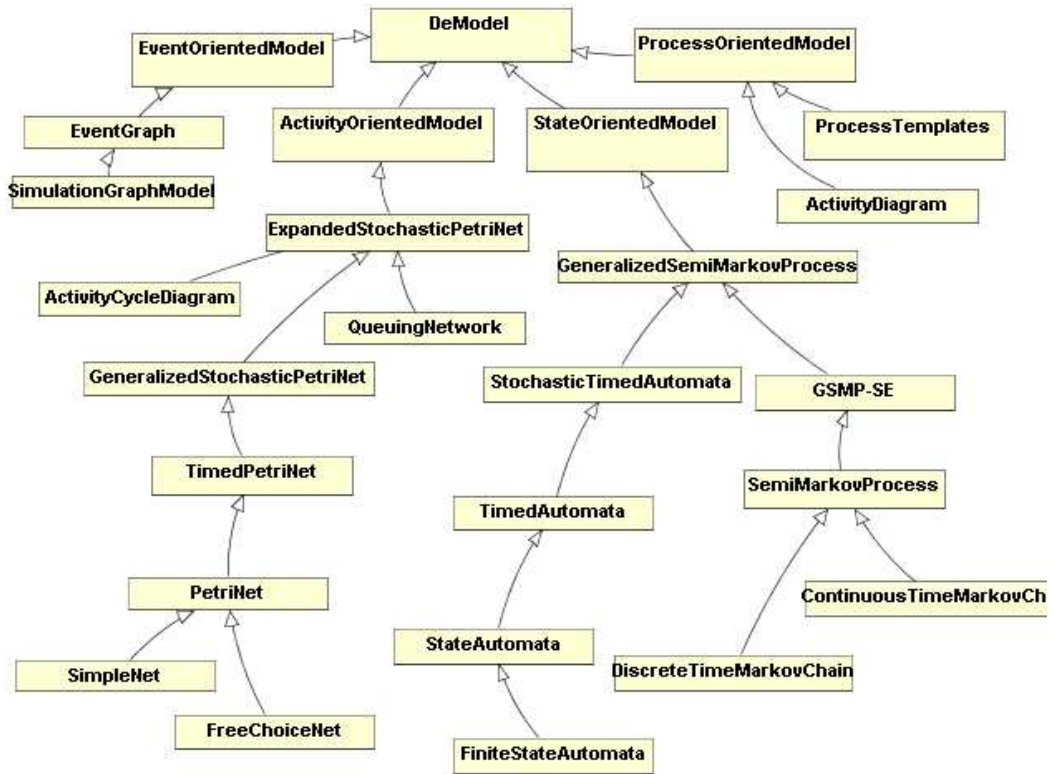 DeModel
EventOrientedModel
ProcessOrientedModel
EventGraph
ActivityOrientedModel
StateOrientedModel
ProcessTemplates
SimulationGraphModel
ActivityDiagram
ExpandedStochasticPetriNet
GeneralizedSemiMarkovProcess
ActivityCycleDiagram
QueuingNetwork
GeneralizedStochasticPetriNet
StochasticTimedAutomata
GSMP-SE
TimedPetriNet
SemiMarkovProcess
TimedAutomata
PetriNet
ContinuousTimeMarkovCh
StateAutomata
SimpleNet
DiscreteTimeMarkovChain
FreeChoiceNet
FiniteStateAutomata